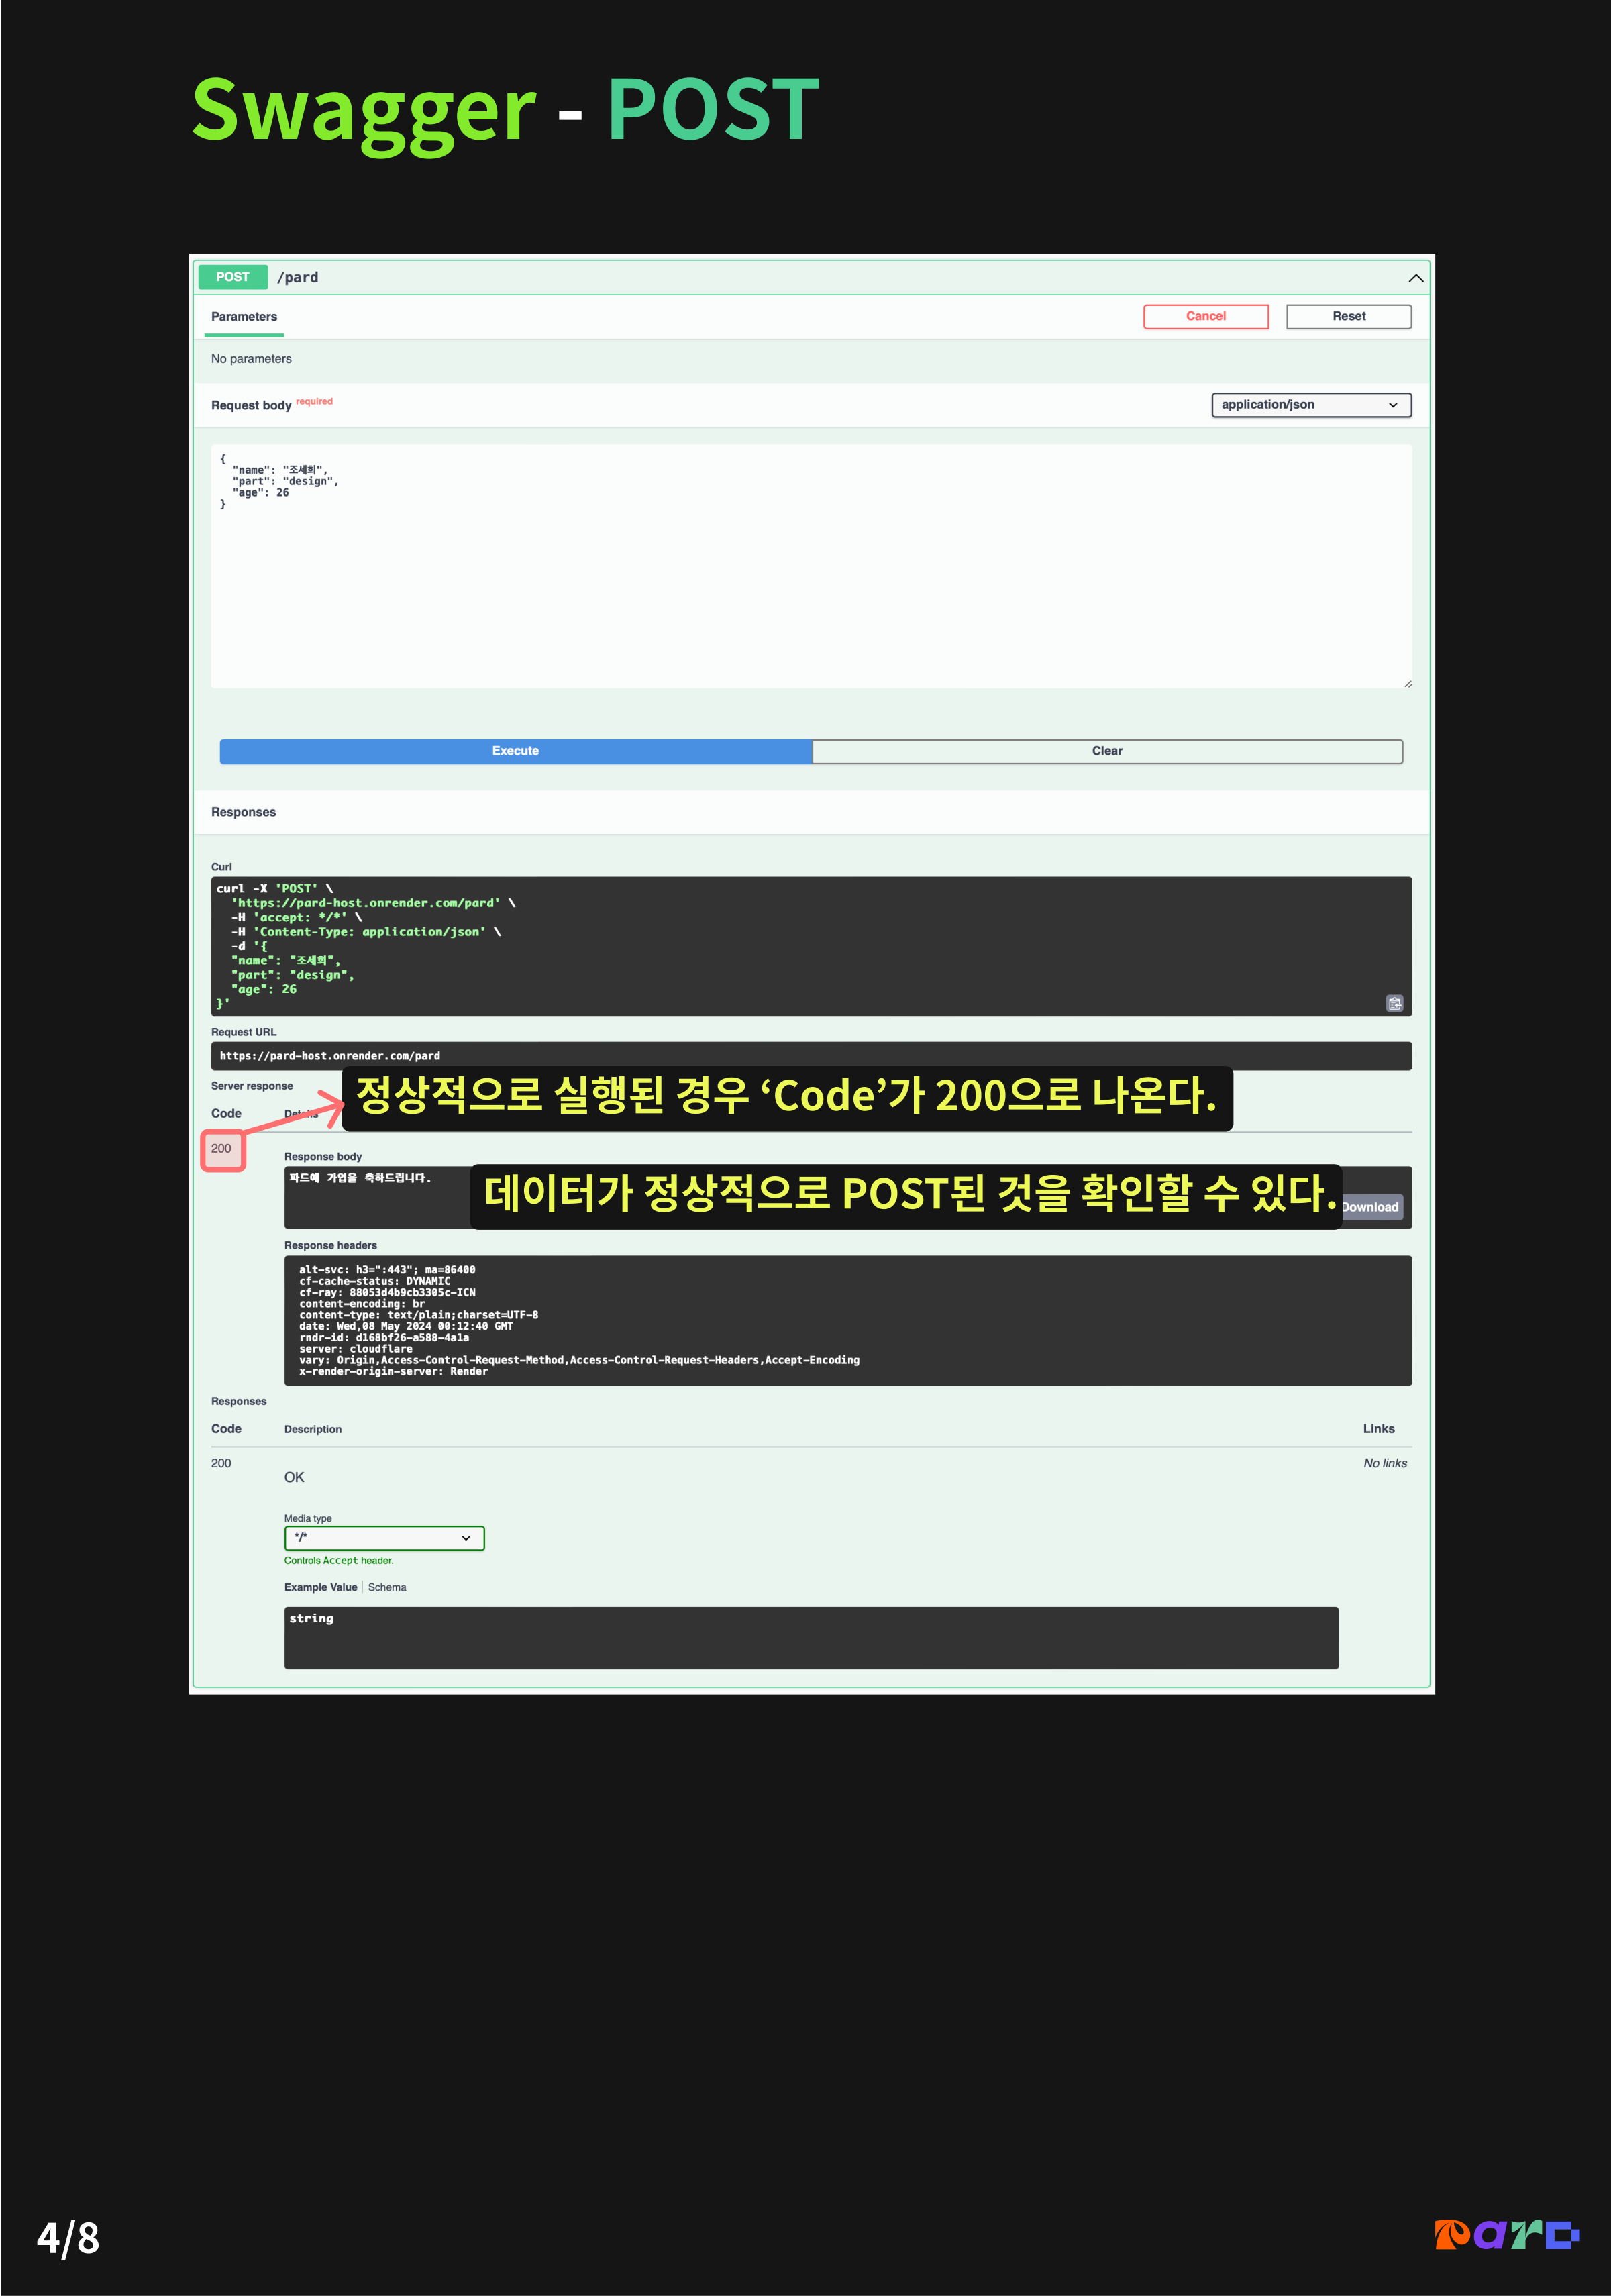 Swagger - POST
POST /pard
Parameters
Cancel
Reset
No parameters
Request body required
application/json
{
"name": "조세희",
"part": "design",
"age": 26
}
Execute
Clear
Responses
Curl
curl -X 'POST' \
'https://pard-host.onrender.com/pard' \
-H 'accept: */*' \
-H 'Content-Type: application/json' \
-d '{
"name": "조세희",
"part": "design",
"age": 26
}'
Request URL
https://pard-host.onrender.com/pard
Server response
정상적으로 실행된 경우 ‘Code’가 200으로 나온다.
Code Details
200
Response body
파드에 가입을 축하드립니다.
데이터가 정상적으로 POST된 것을 확인할 수 있다.
Download
Response headers
alt-svc: h3=":443"; ma=86400
cf-cache-status: DYNAMIC
cf-ray: 88053d4b9cb3305c-ICN
content-encoding: br
content-type: text/plain;charset=UTF-8
date: Wed,08 May 2024 00:12:40 GMT
rndr-id: d168bf26-a588-4a1a
server: cloudflare
vary: Origin,Access-Control-Request-Method,Access-Control-Request-Headers,Accept-Encoding
x-render-origin-server: Render
Responses
Code Description Links
200
OK
No links
Media type
*/*
Controls Accept header.
Example Value Schema
string
4/8
Pard